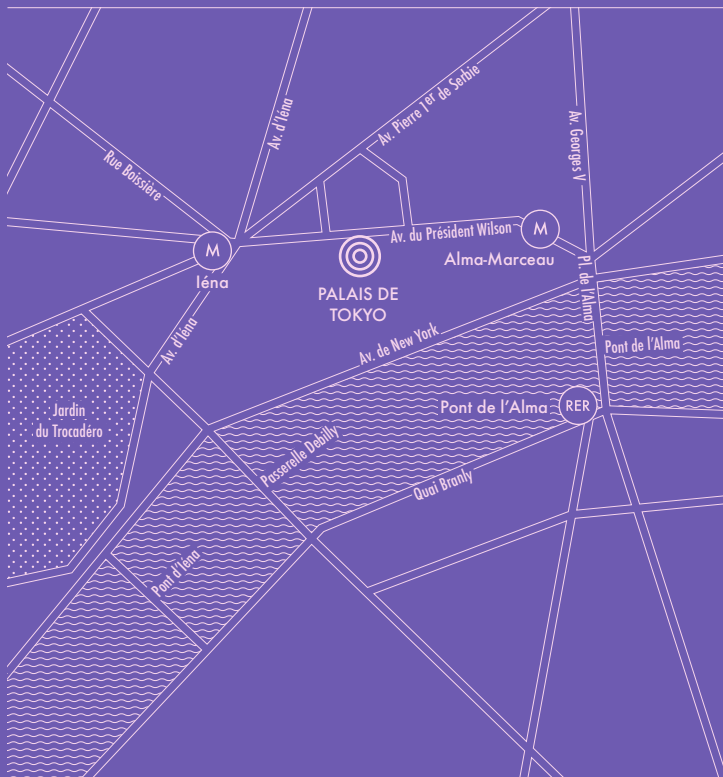 Av. d'Iéna
Av. Pierre 1er de Serbie
Av. Georges V
Rue Boissière
M
Iéna
Av. du Président Wilson
M
Alma-Marceau
PALAIS DE
TOKYO
Pl. de l'Alma
Av. d'Iéna
Av. de New York
Pont de l'Alma
Jardin
du Trocadéro
Pont de l'Alma
RER
Passerelle Debilly
Quai Branly
Pont d'Iéna